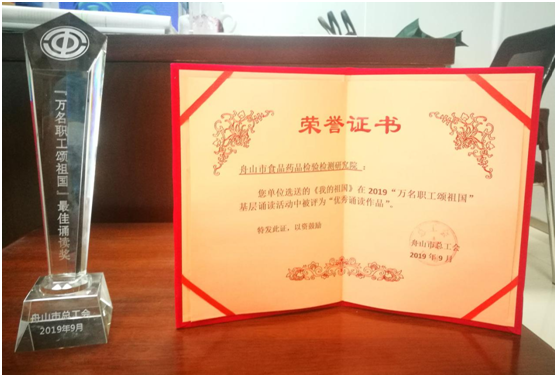 『万名职工颂祖国』最佳诵读奖
舟山市总工会
2019年9月
荣誉证书
舟山市食品药品检验检测研究院：
您单位选送的《我的祖国》在2019“万名职工颂祖国”
基层诵读活动中被评为“优秀诵读作品”。
特发此证，以资鼓励
舟山市总工会
2019年9月